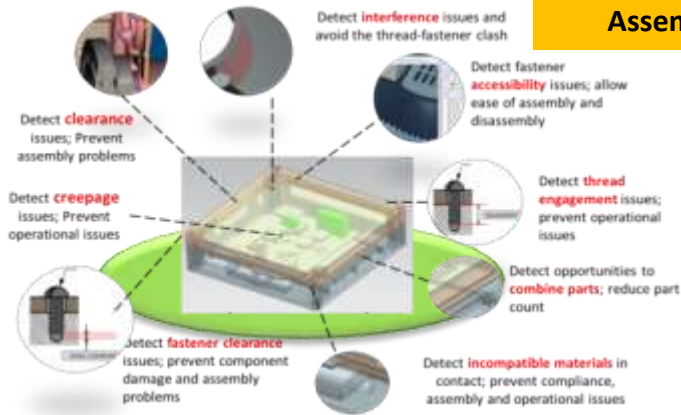 Assem
Detect interference issues and
avoid the thread-fastener clash
Detect fastener
accessibility issues; allow
ease of assembly and
disassembly
Detect clearance
issues; Prevent
assembly problems
Detect creepage
issues; Prevent
operational issues
Detect thread
engagement issues;
prevent operational
issues
Detect opportunities to
combine parts; reduce part
count
Detect fastener clearance
issues; prevent component
damage and assembly
problems
Detect incompatible materials in
contact; prevent compliance,
assembly and operational issues